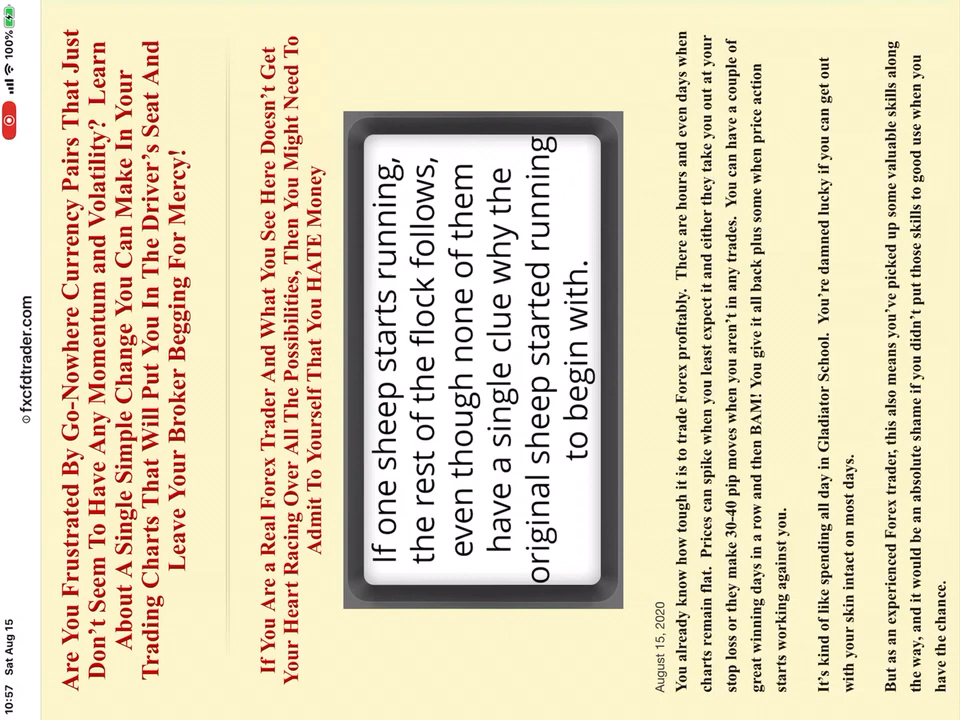 10:57 Sat Aug 15
fxcfdtrader.com
100%
Are You Frustrated By Go-Nowhere Currency Pairs That Just
Don't Seem To Have Any Momentum and Volatility? Learn
About A Single Simple Change You Can Make In Your
Trading Charts That Will Put You In The Driver's Seat And
Leave Your Broker Begging For Mercy!
If You Are a Real Forex Trader And What You See Here Doesn't Get
Your Heart Racing Over All The Possibilities, Then You Might Need To
Admit To Yourself That You HATE Money
If one sheep starts running,
the rest of the flock follows,
even though none of them
have a single clue why the
original sheep started running
to begin with.
August 15, 2020
You already know how tough it is to trade Forex profitably. There are hours and even days when
charts remain flat. Prices can spike when you least expect it and either they take you out at your
stop loss or they make 30-40 pip moves when you aren't in any trades. You can have a couple of
great winning days in a row and then BAM! You give it all back plus some when price action
starts working against you.
It's kind of like spending all day in Gladiator School. You're damned lucky if you can get out
with your skin intact on most days.
But as an experienced Forex trader, this also means you've picked up some valuable skills along
the way, and it would be an absolute shame if you didn't put those skills to good use when you
have the chance.